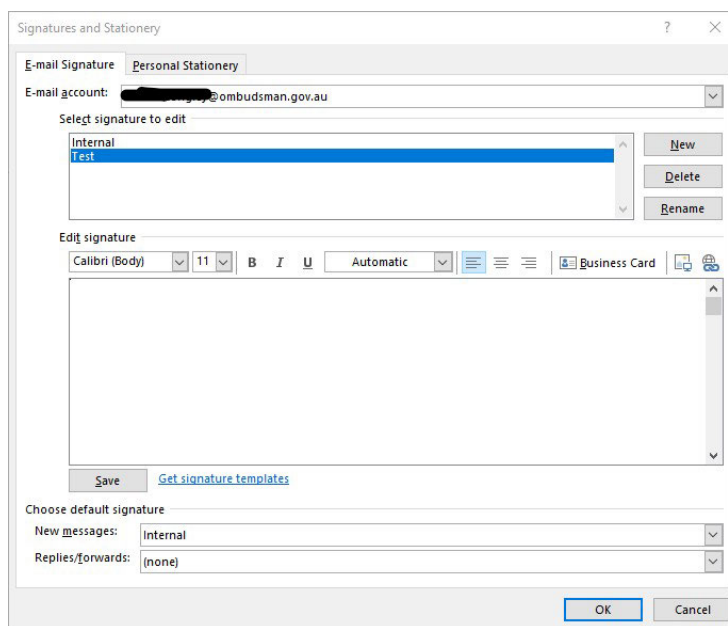 Signatures and Stationery ? ×
E-mail Signature Personal Stationery
E-mail account: @ombudsman.gov.au
Select signature to edit
Internal
Test
New
Delete
Rename
Edit signature
Calibri (Body) 11 B I U Automatic Business Card
Save Get signature templates
Choose default signature
New messages: Internal
Replies/forwards: (none)
OK Cancel